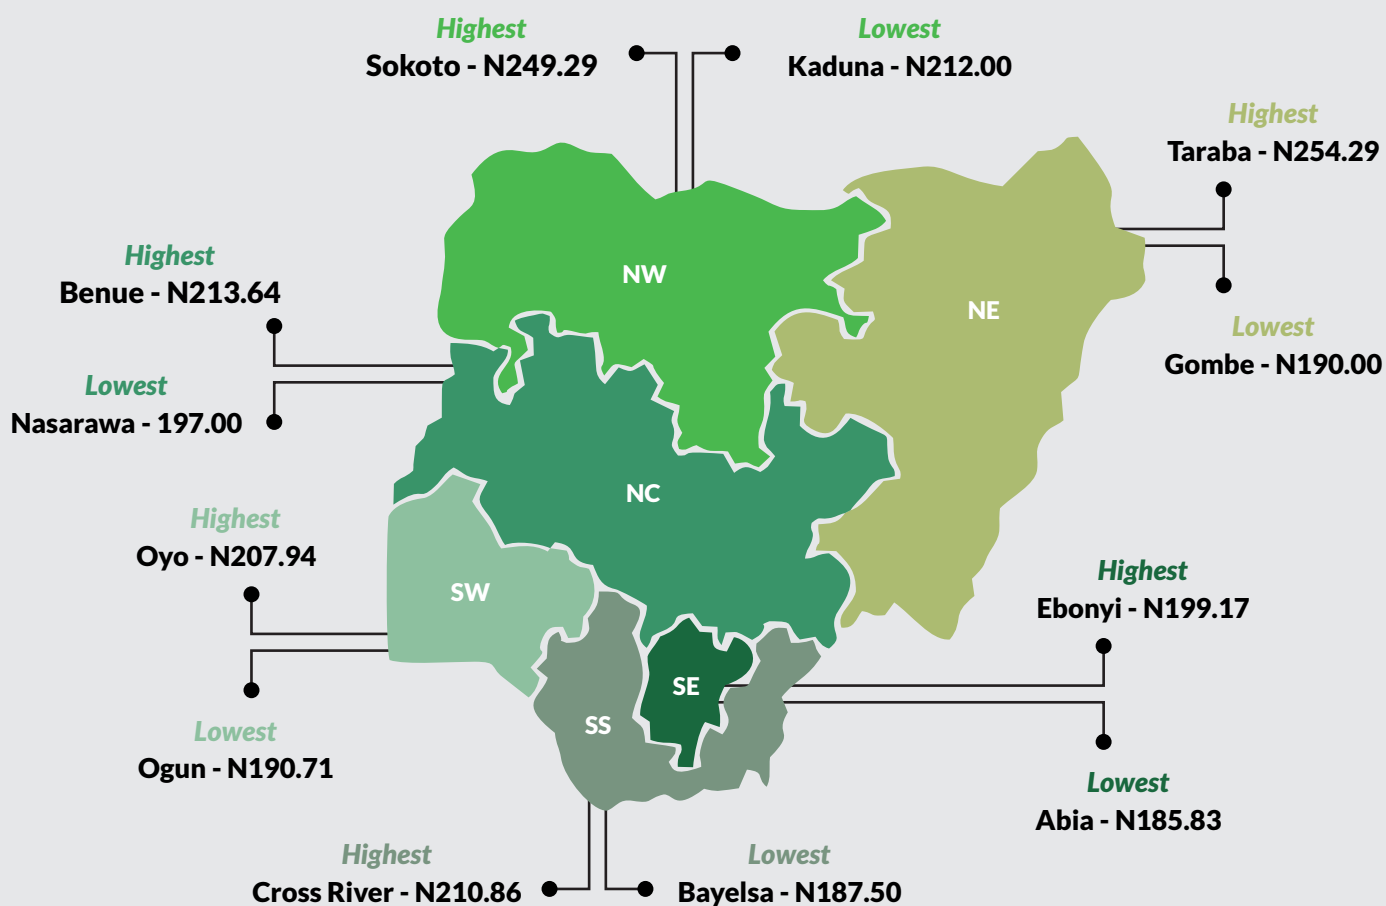 Highest
Sokoto - N249.29
Lowest
Kaduna - N212.00
Highest
Taraba - N254.29
Lowest
Gombe - N190.00
Highest
Benue - N213.64
Lowest
Nasarawa - 197.00
NW
NE
NC
Highest
Oyo - N207.94
Lowest
Ogun - N190.71
SW
SE
SS
Highest
Ebonyi - N199.17
Lowest
Abia - N185.83
Highest
Cross River - N210.86
Lowest
Bayelsa - N187.50